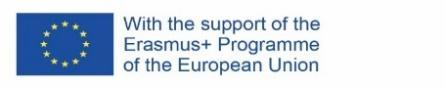 With the support of the
Erasmus+ Programme
of the European Union